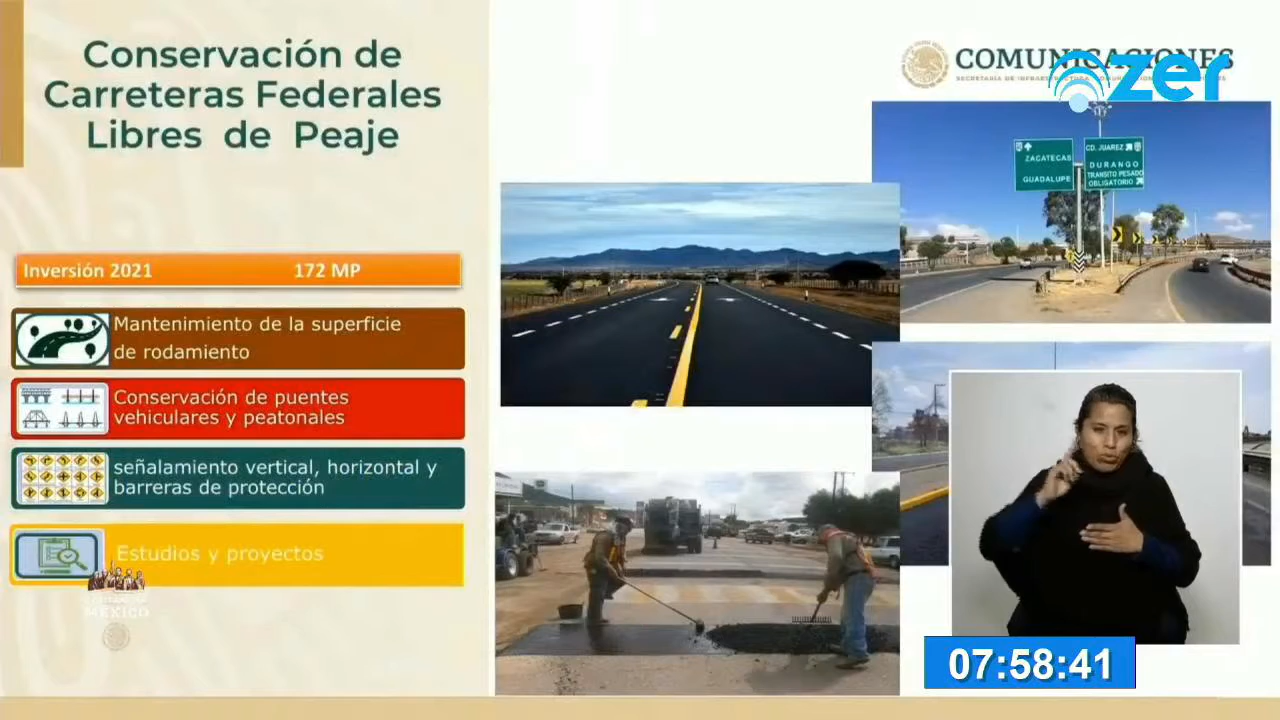 Conservación de
Carreteras Federales
Libres de Peaje
COMUNICACIONES
zer
Inversión 2021 172 MP
Mantenimiento de la superficie
de rodamiento
Conservación de puentes
vehiculares y peatonales
señalamiento vertical, horizontal y
barreras de protección
Estudios y proyectos
MÉXICO
ZACATECAS
GUADALUPE
CD. JUAREZ
DURANGO
TRANSITO PESADO
OBLIGATORIO
07:58:41